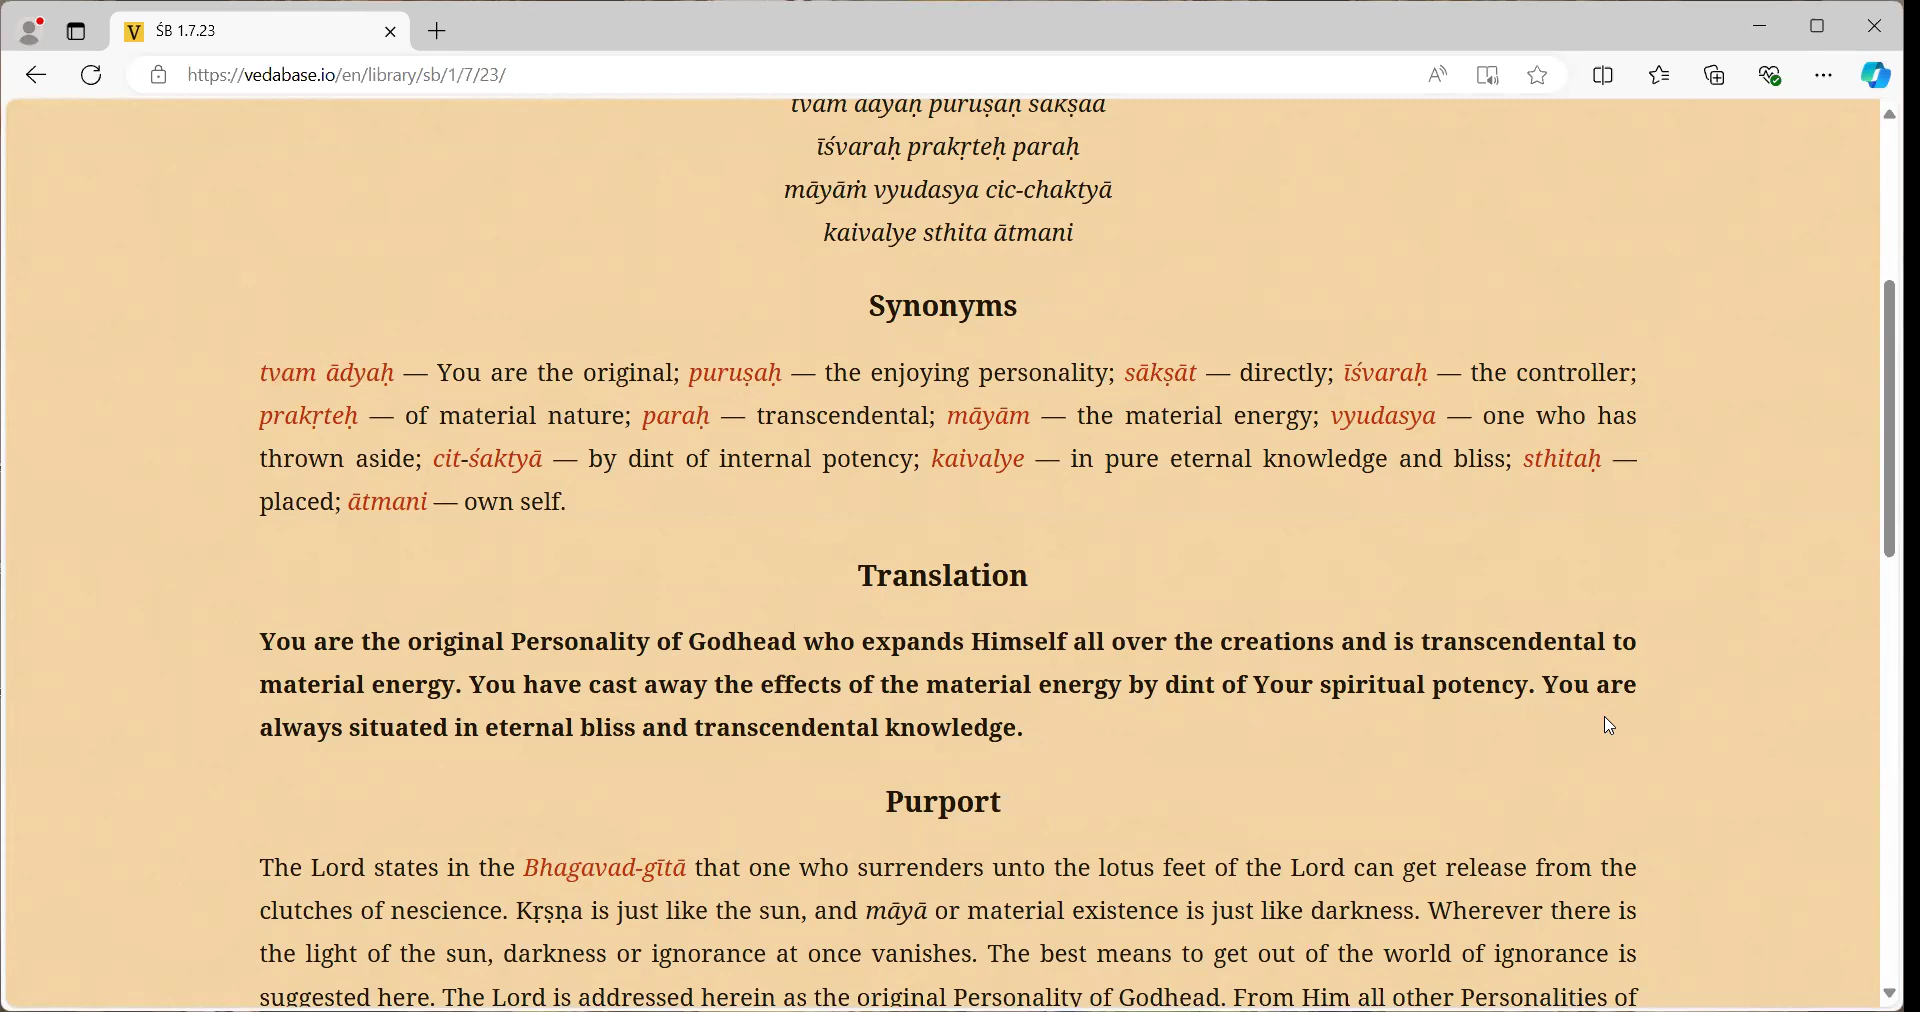 ŚB 1.7.23
https://vedabase.io/en/library/sb/1/7/23/
tvam ādyaḥ puruṣaḥ sākṣād
īśvaraḥ prakṛteḥ paraḥ
māyāṁ vyudasya cic-chaktyā
kaivalye sthita ātmani
Synonyms
tvam ādyaḥ — You are the original; puruṣaḥ — the enjoying personality; sākṣāt — directly; īśvaraḥ — the controller;
prakṛteḥ — of material nature; paraḥ — transcendental; māyām — the material energy; vyudasya — one who has
thrown aside; cit-śaktyā — by dint of internal potency; kaivalye — in pure eternal knowledge and bliss; sthitaḥ —
placed; ātmani — own self.
Translation
You are the original Personality of Godhead who expands Himself all over the creations and is transcendental to
material energy. You have cast away the effects of the material energy by dint of Your spiritual potency. You are
always situated in eternal bliss and transcendental knowledge.
Purport
The Lord states in the Bhagavad-gītā that one who surrenders unto the lotus feet of the Lord can get release from the
clutches of nescience. Kṛṣṇa is just like the sun, and māyā or material existence is just like darkness. Wherever there is
the light of the sun, darkness or ignorance at once vanishes. The best means to get out of the world of ignorance is
suggested here. The Lord is addressed herein as the original Personality of Godhead. From Him all other Personalities of